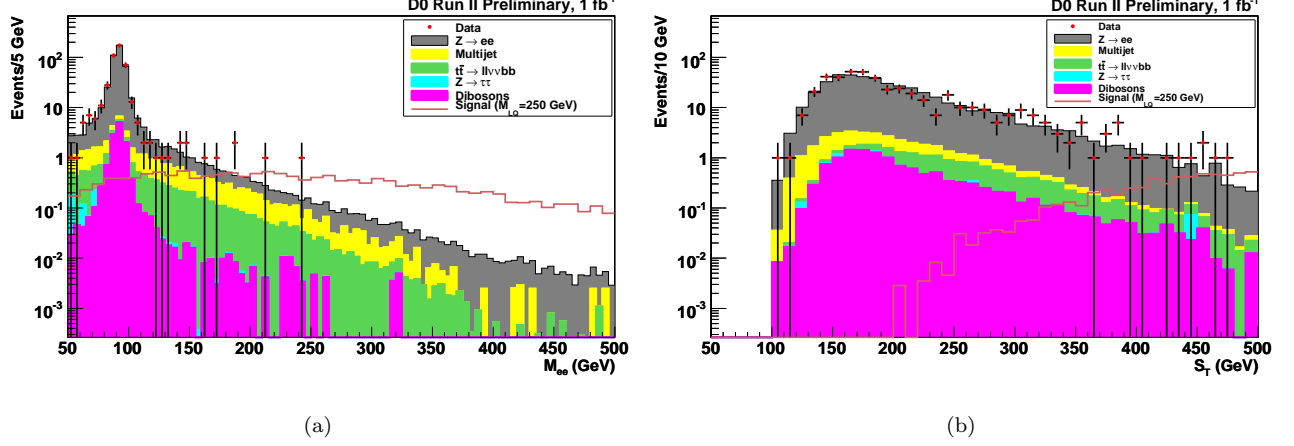 D0 Run II Preliminary, 1 fb⁻¹
Events/5 GeV
Data
Z→ee
Multijet
tt̄→llννbb
Z→ττ
Dibosons
Signal (M_LQ=250 GeV)
10²
10
1
10⁻¹
10⁻²
10⁻³
50 100 150 200 250 300 350 400 450 500
M_ee (GeV)
(a)
D0 Run II Preliminary, 1 fb⁻¹
Events/10 GeV
Data
Z→ee
Multijet
tt̄→llννbb
Z→ττ
Dibosons
Signal (M_LQ=250 GeV)
10²
10
1
10⁻¹
10⁻²
10⁻³
50 100 150 200 250 300 350 400 450 500
S_T (GeV)
(b)